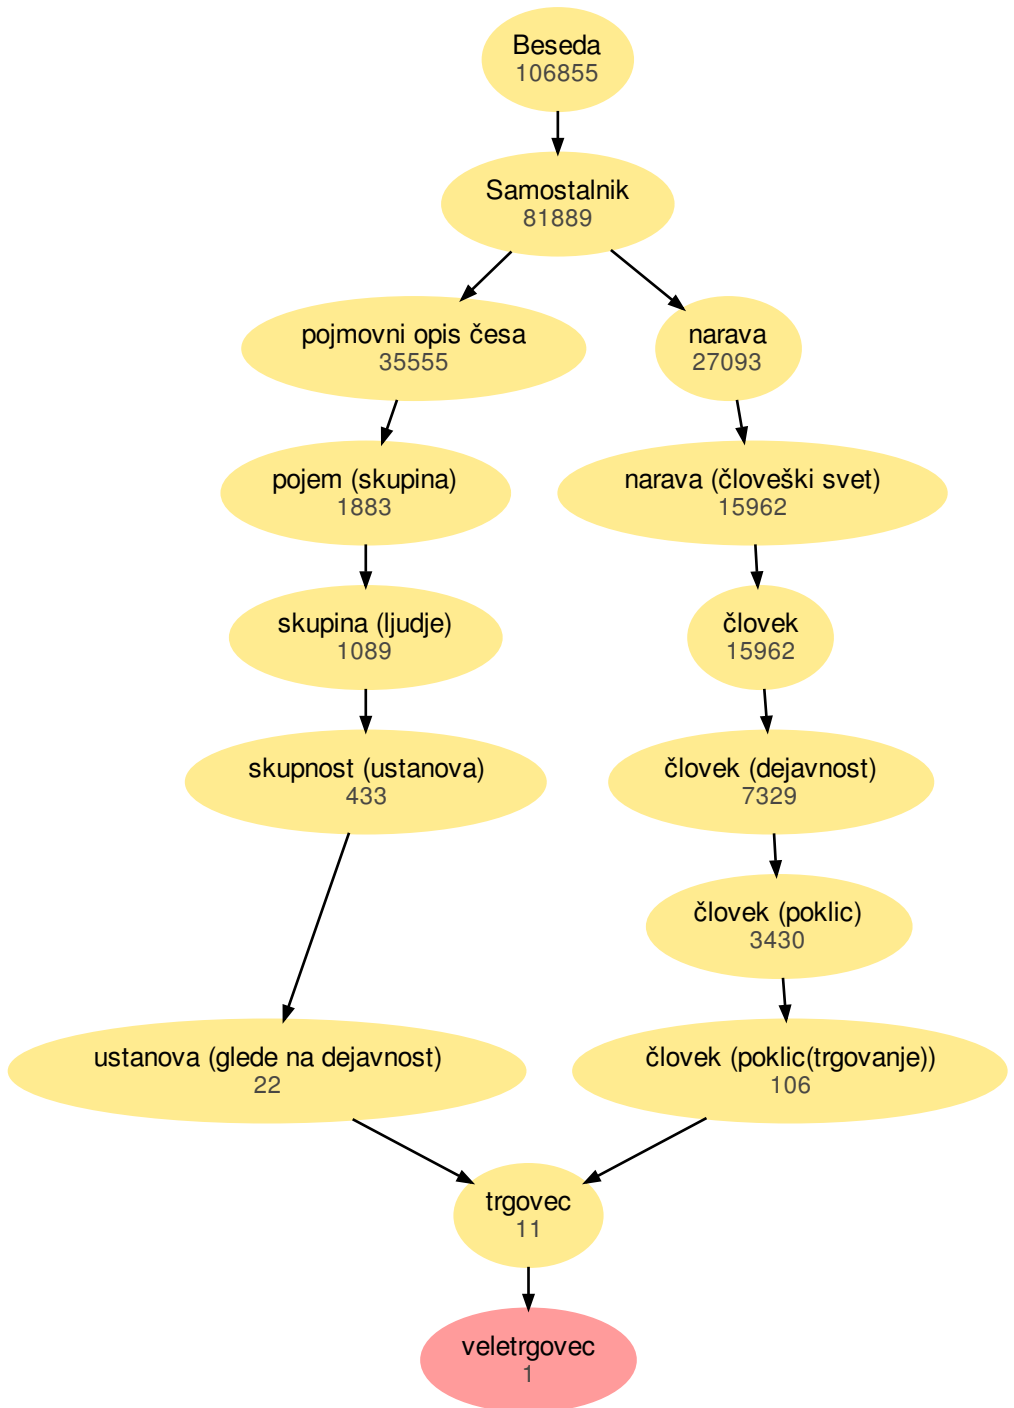 Beseda
106855
Samostalnik
81889
pojmovni opis česa
35555
narava
27093
pojem (skupina)
1883
narava (človeški svet)
15962
skupina (ljudje)
1089
človek
15962
skupnost (ustanova)
433
človek (dejavnost)
7329
človek (poklic)
3430
ustanova (glede na dejavnost)
22
človek (poklic(trgovanje))
106
trgovec
11
veletrgovec
1